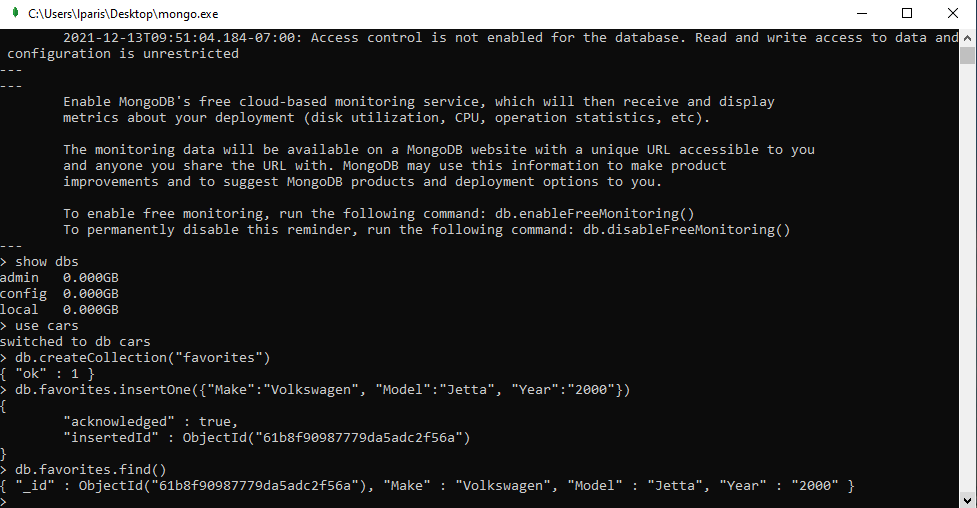 C:\Users\lparis\Desktop\mongo.exe
2021-12-13T09:51:04.184-07:00: Access control is not enabled for the database. Read and write access to data and
configuration is unrestricted
---
---
Enable MongoDB's free cloud-based monitoring service, which will then receive and display
metrics about your deployment (disk utilization, CPU, operation statistics, etc).
The monitoring data will be available on a MongoDB website with a unique URL accessible to you
and anyone you share the URL with. MongoDB may use this information to make product
improvements and to suggest MongoDB products and deployment options to you.
To enable free monitoring, run the following command: db.enableFreeMonitoring()
To permanently disable this reminder, run the following command: db.disableFreeMonitoring()
---
> show dbs
admin   0.000GB
config  0.000GB
local   0.000GB
> use cars
switched to db cars
> db.createCollection("favorites")
{ "ok" : 1 }
> db.favorites.insertOne({"Make":"Volkswagen", "Model":"Jetta", "Year":"2000"})
{
"acknowledged" : true,
"insertedId" : ObjectId("61b8f90987779da5adc2f56a")
}
> db.favorites.find()
{ "_id" : ObjectId("61b8f90987779da5adc2f56a"), "Make" : "Volkswagen", "Model" : "Jetta", "Year" : "2000" }
>